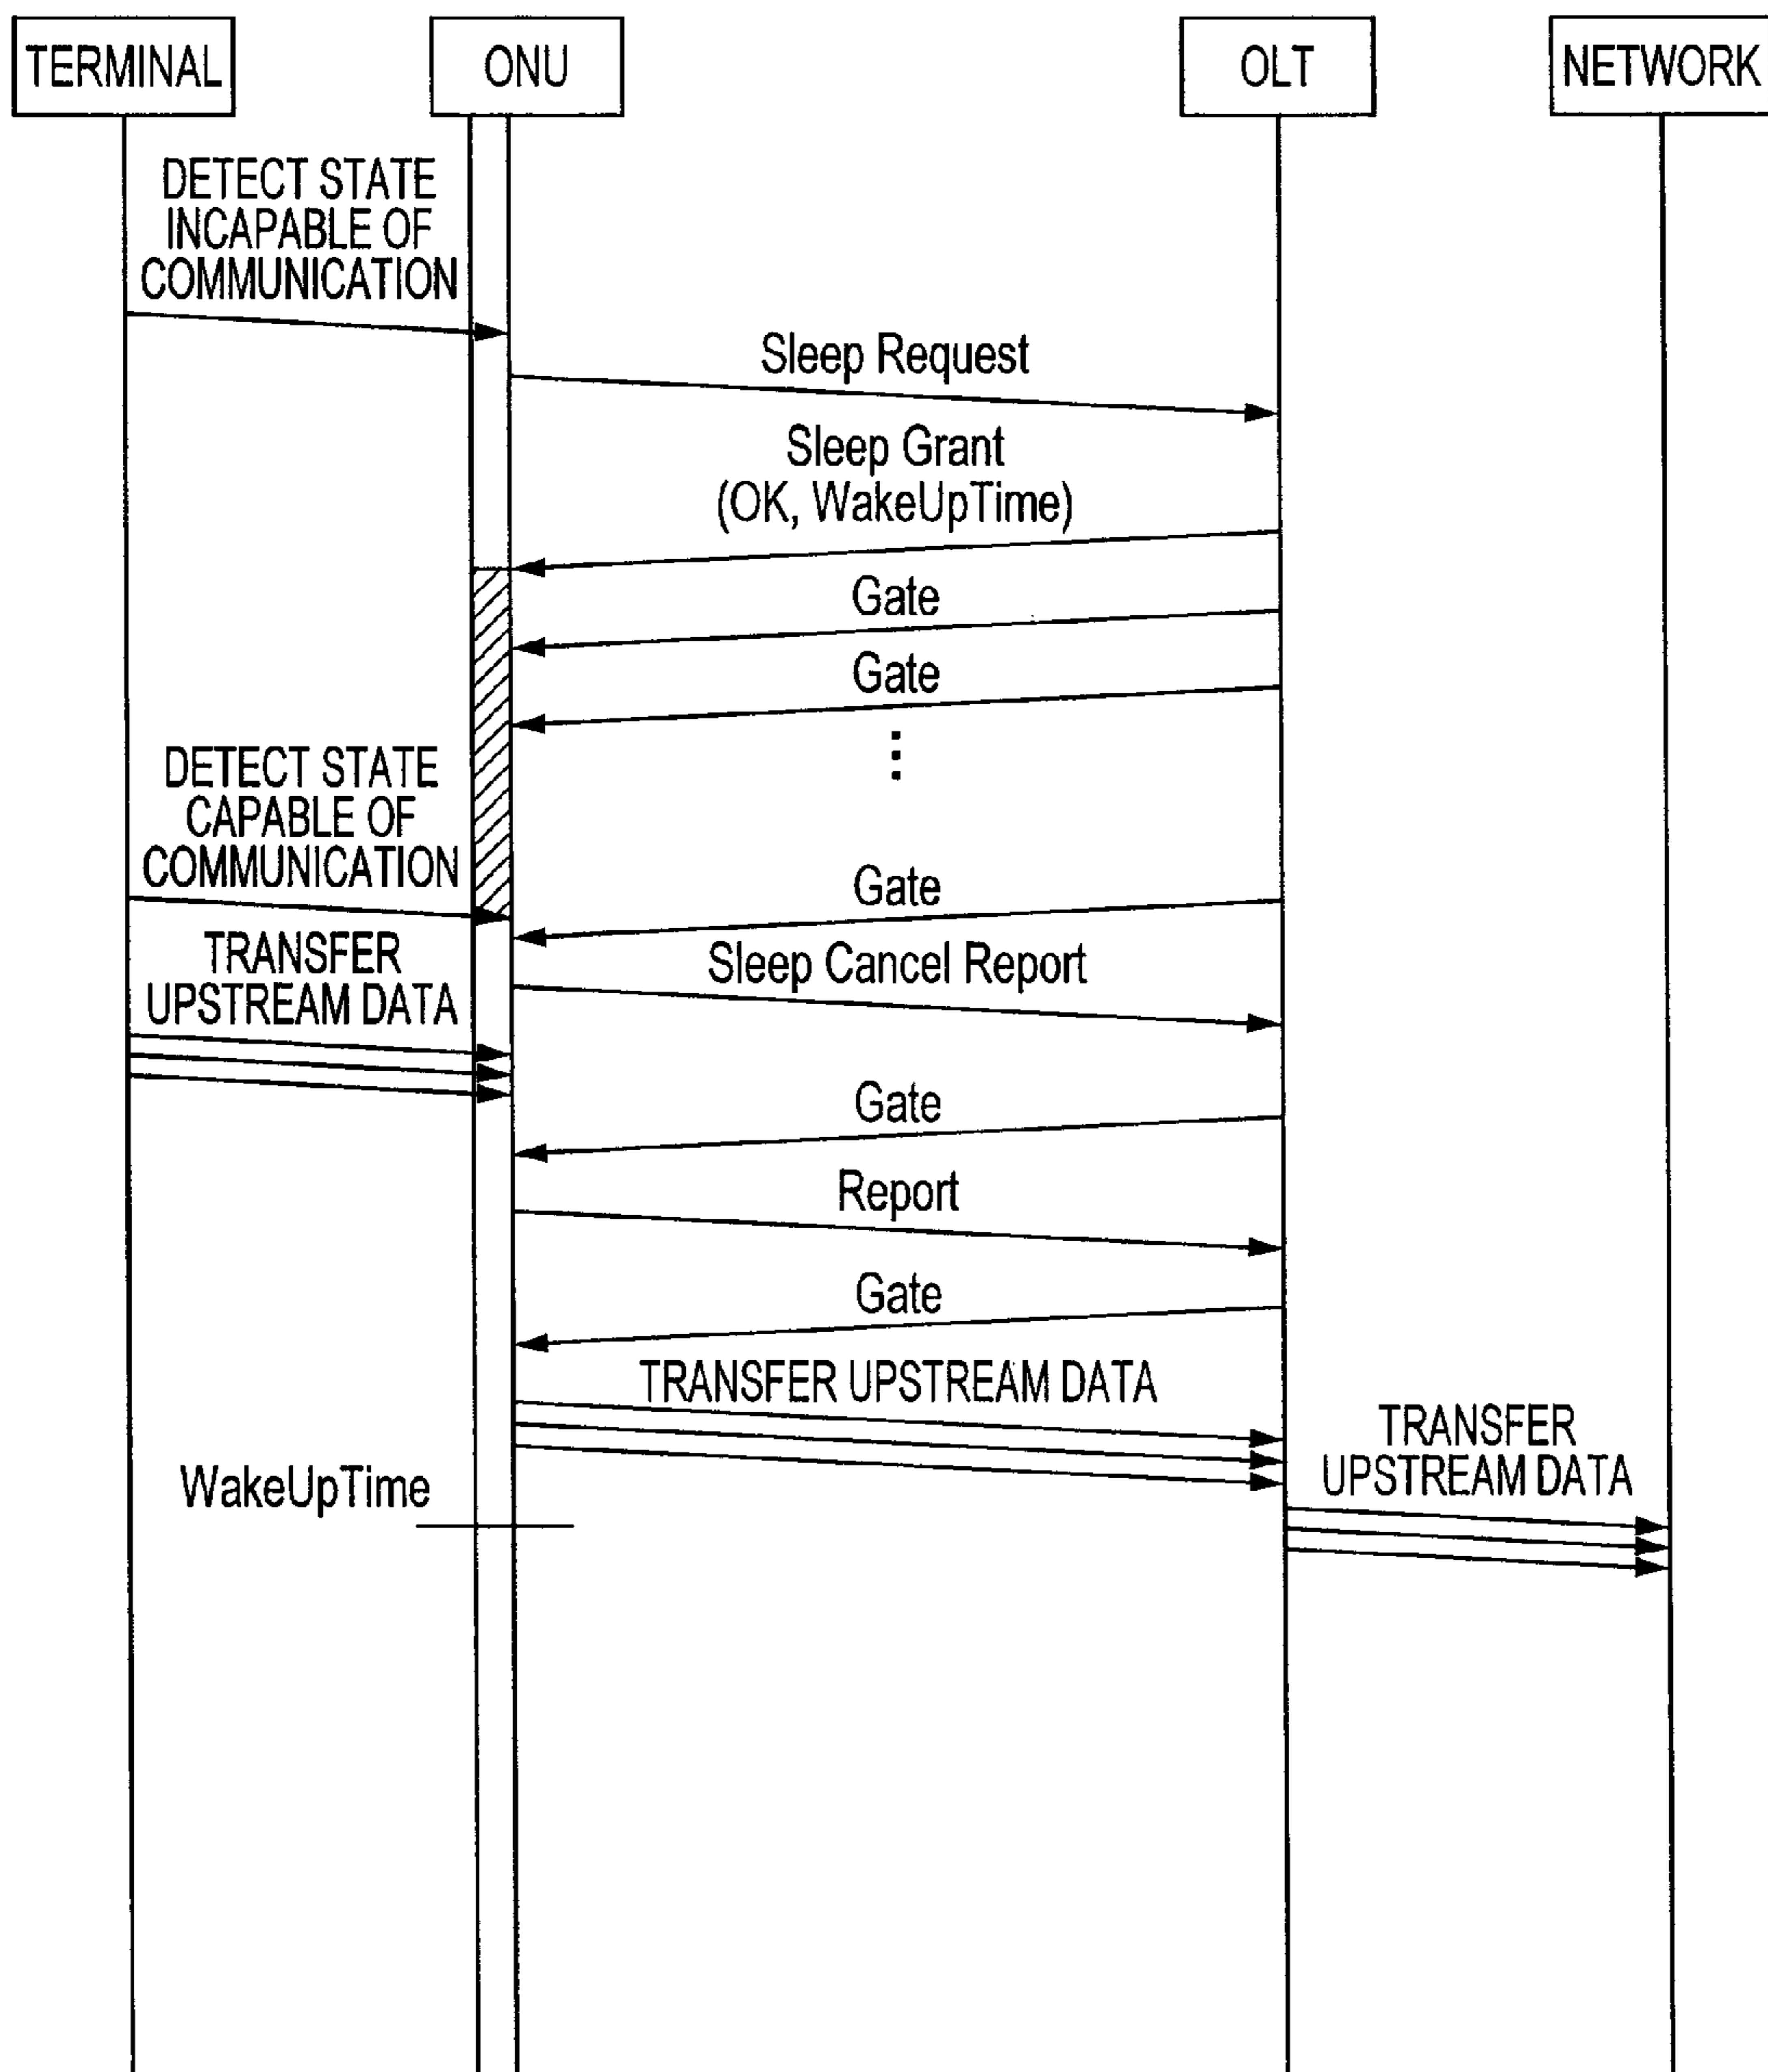 TERMINAL
ONU
OLT
NETWORK
DETECT STATE
INCAPABLE OF
COMMUNICATION
Sleep Request
Sleep Grant
(OK, WakeUpTime)
Gate
Gate
DETECT STATE
CAPABLE OF
COMMUNICATION
Gate
TRANSFER
UPSTREAM DATA
Sleep Cancel Report
Gate
Report
Gate
TRANSFER UPSTREAM DATA
TRANSFER
UPSTREAM DATA
WakeUpTime